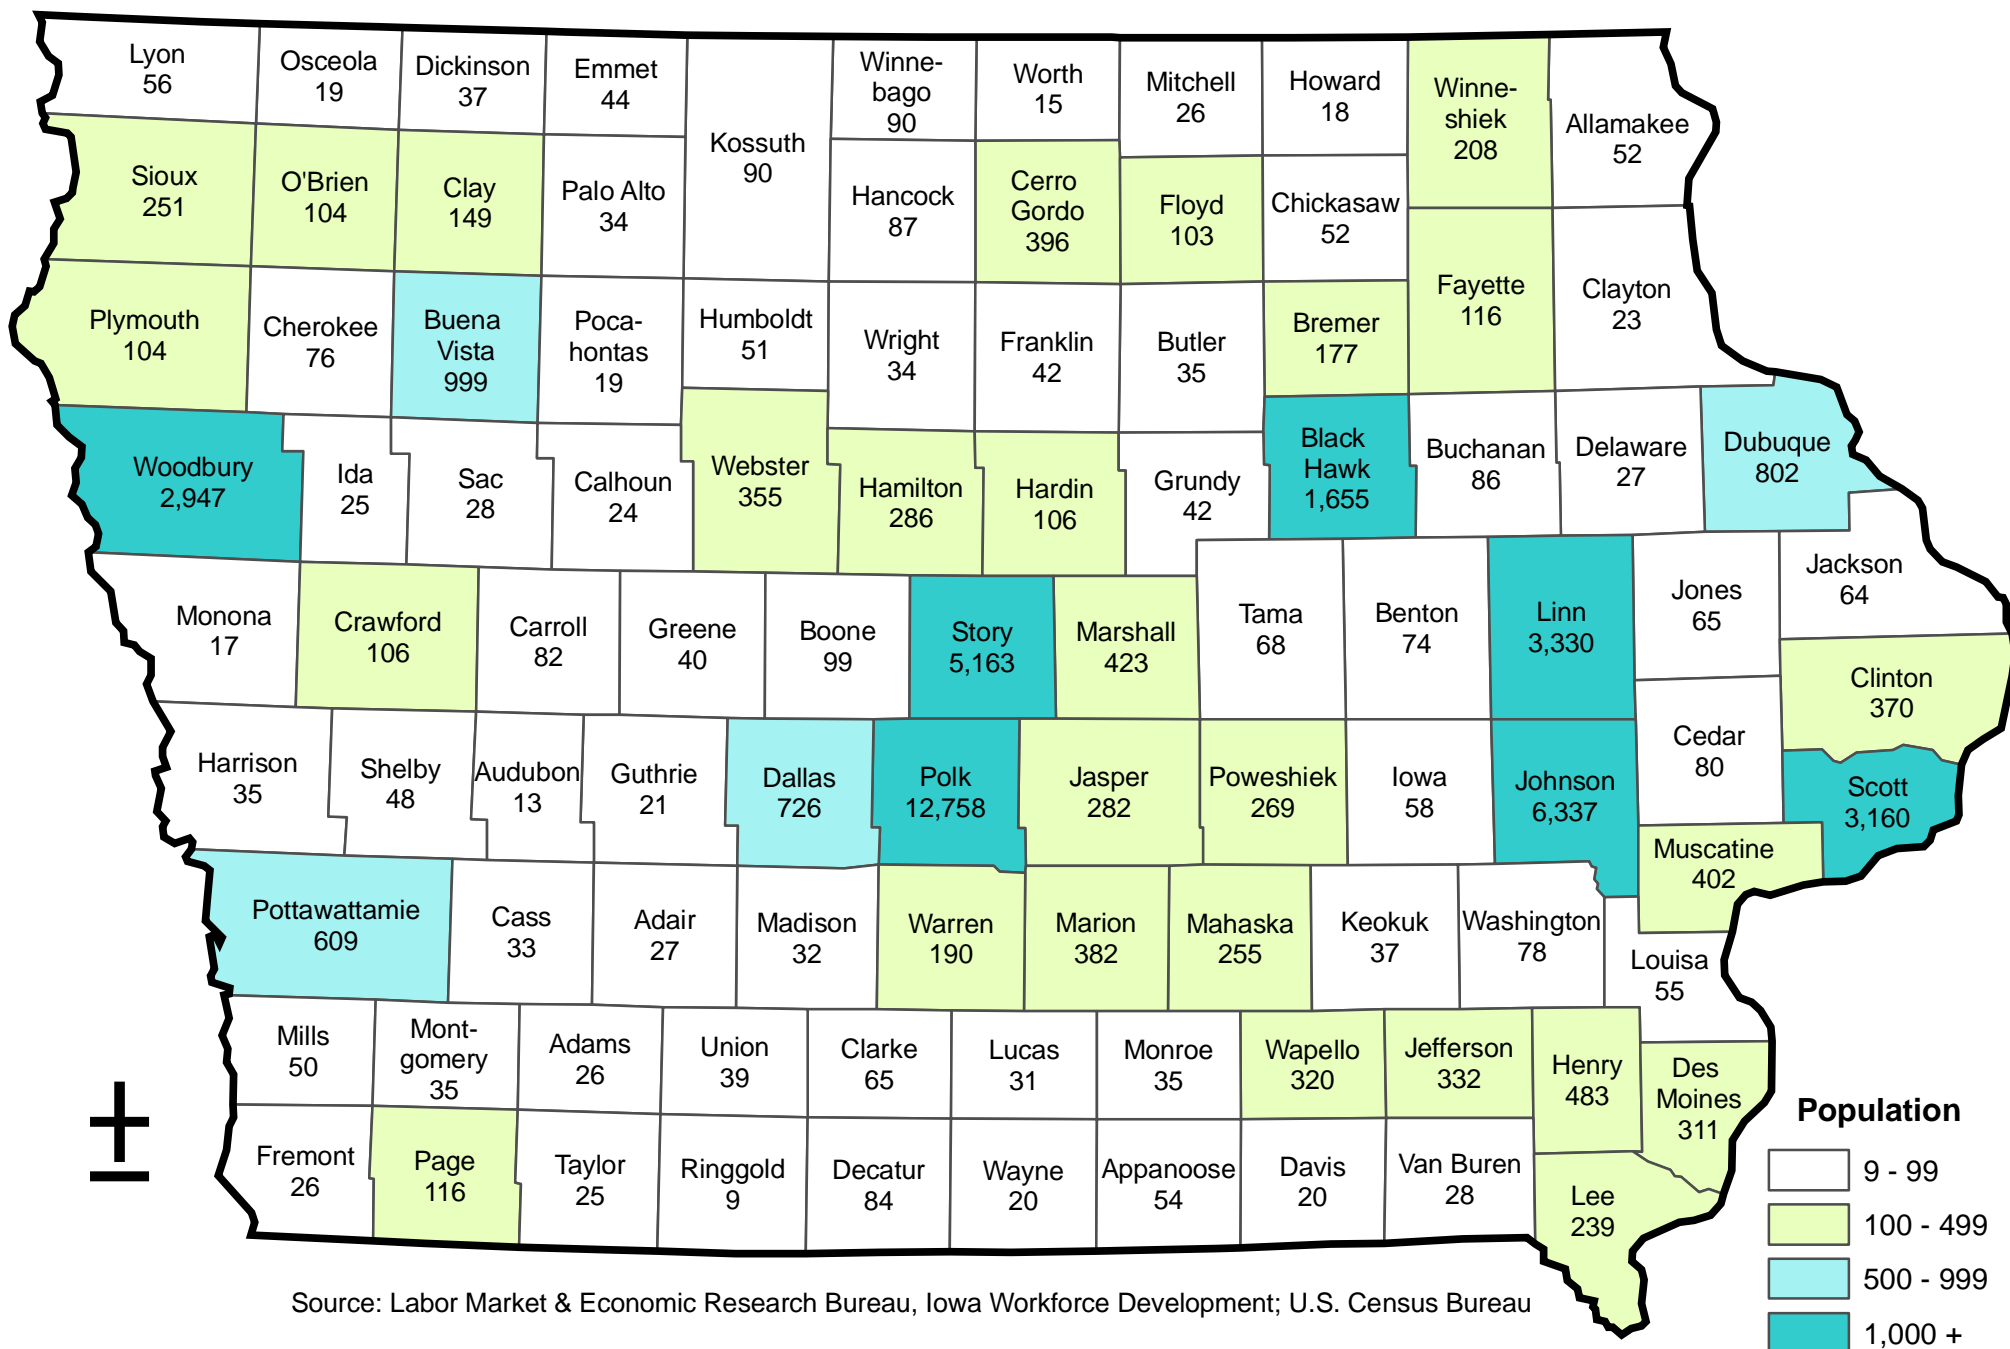 Lyon
56
Osceola
19
Dickinson
37
Emmet
44
Kossuth
90
Winne-
bago
90
Worth
15
Mitchell
26
Howard
18
Winne-
shiek
208
Allamakee
52
Sioux
251
O'Brien
104
Clay
149
Palo Alto
34
Hancock
87
Cerro
Gordo
396
Floyd
103
Chickasaw
52
Plymouth
104
Cherokee
76
Buena
Vista
999
Poca-
hontas
19
Humboldt
51
Wright
34
Franklin
42
Butler
35
Bremer
177
Fayette
116
Clayton
23
Woodbury
2,947
Ida
25
Sac
28
Calhoun
24
Webster
355
Hamilton
286
Hardin
106
Grundy
42
Black
Hawk
1,655
Buchanan
86
Delaware
27
Dubuque
802
Monona
17
Crawford
106
Carroll
82
Greene
40
Boone
99
Story
5,163
Marshall
423
Tama
68
Benton
74
Linn
3,330
Jones
65
Jackson
64
Clinton
370
Harrison
35
Shelby
48
Audubon
13
Guthrie
21
Dallas
726
Polk
12,758
Jasper
282
Poweshiek
269
Iowa
58
Johnson
6,337
Cedar
80
Scott
3,160
Muscatine
402
Pottawattamie
609
Cass
33
Adair
27
Madison
32
Warren
190
Marion
382
Mahaska
255
Keokuk
37
Washington
78
Louisa
55
Mills
50
Mont-
gomery
35
Adams
26
Union
39
Clarke
65
Lucas
31
Monroe
35
Wapello
320
Jefferson
332
Henry
483
Des
Moines
311
Fremont
26
Page
116
Taylor
25
Ringgold
9
Decatur
84
Wayne
20
Appanoose
54
Davis
20
Van Buren
28
Lee
239
±
Population
9 - 99
100 - 499
500 - 999
1,000 +
Source: Labor Market & Economic Research Bureau, Iowa Workforce Development; U.S. Census Bureau